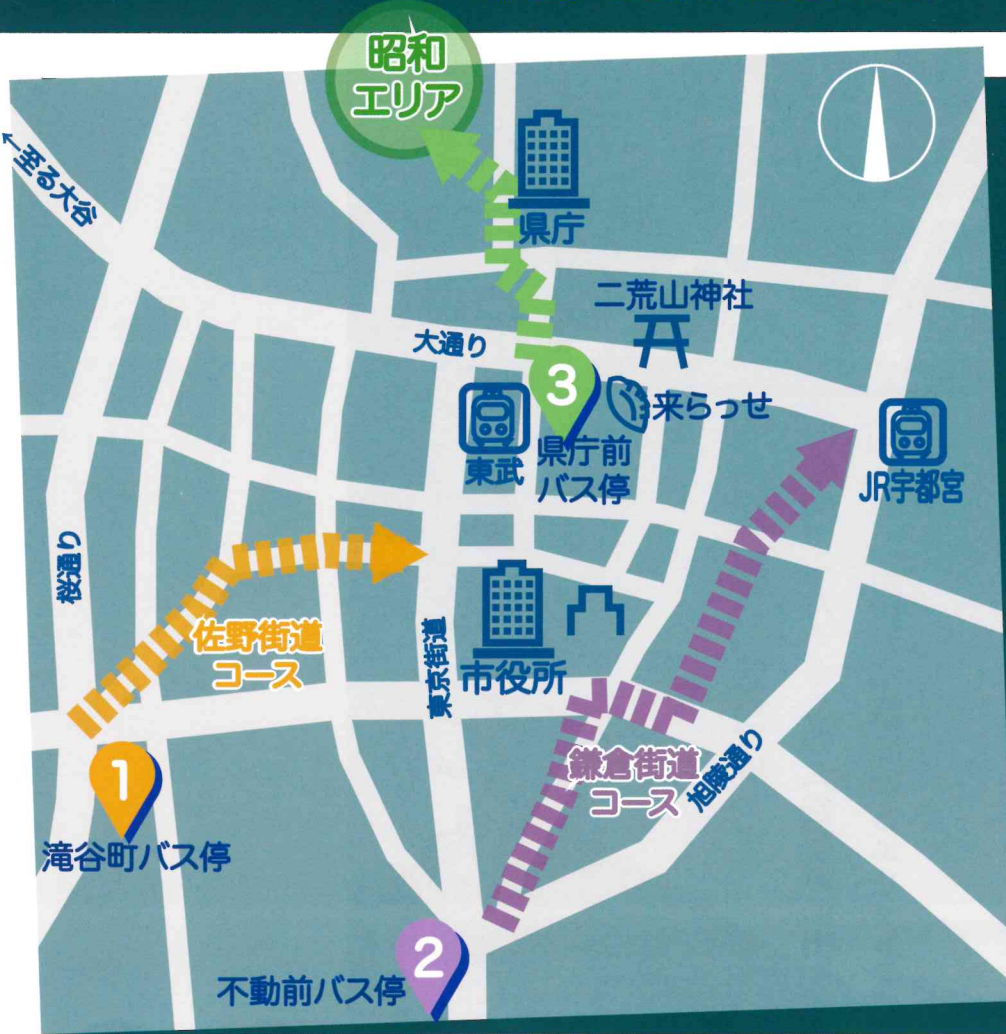 昭和
エリア
←至る大谷
県庁
二荒山神社
大通り
3
来らっせ
東武
県庁前
バス停
JR宇都宮
桜通り
佐野街道
コース
東京街道
市役所
鎌倉街道
コース
旭陵通り
1
滝谷町バス停
2
不動前バス停